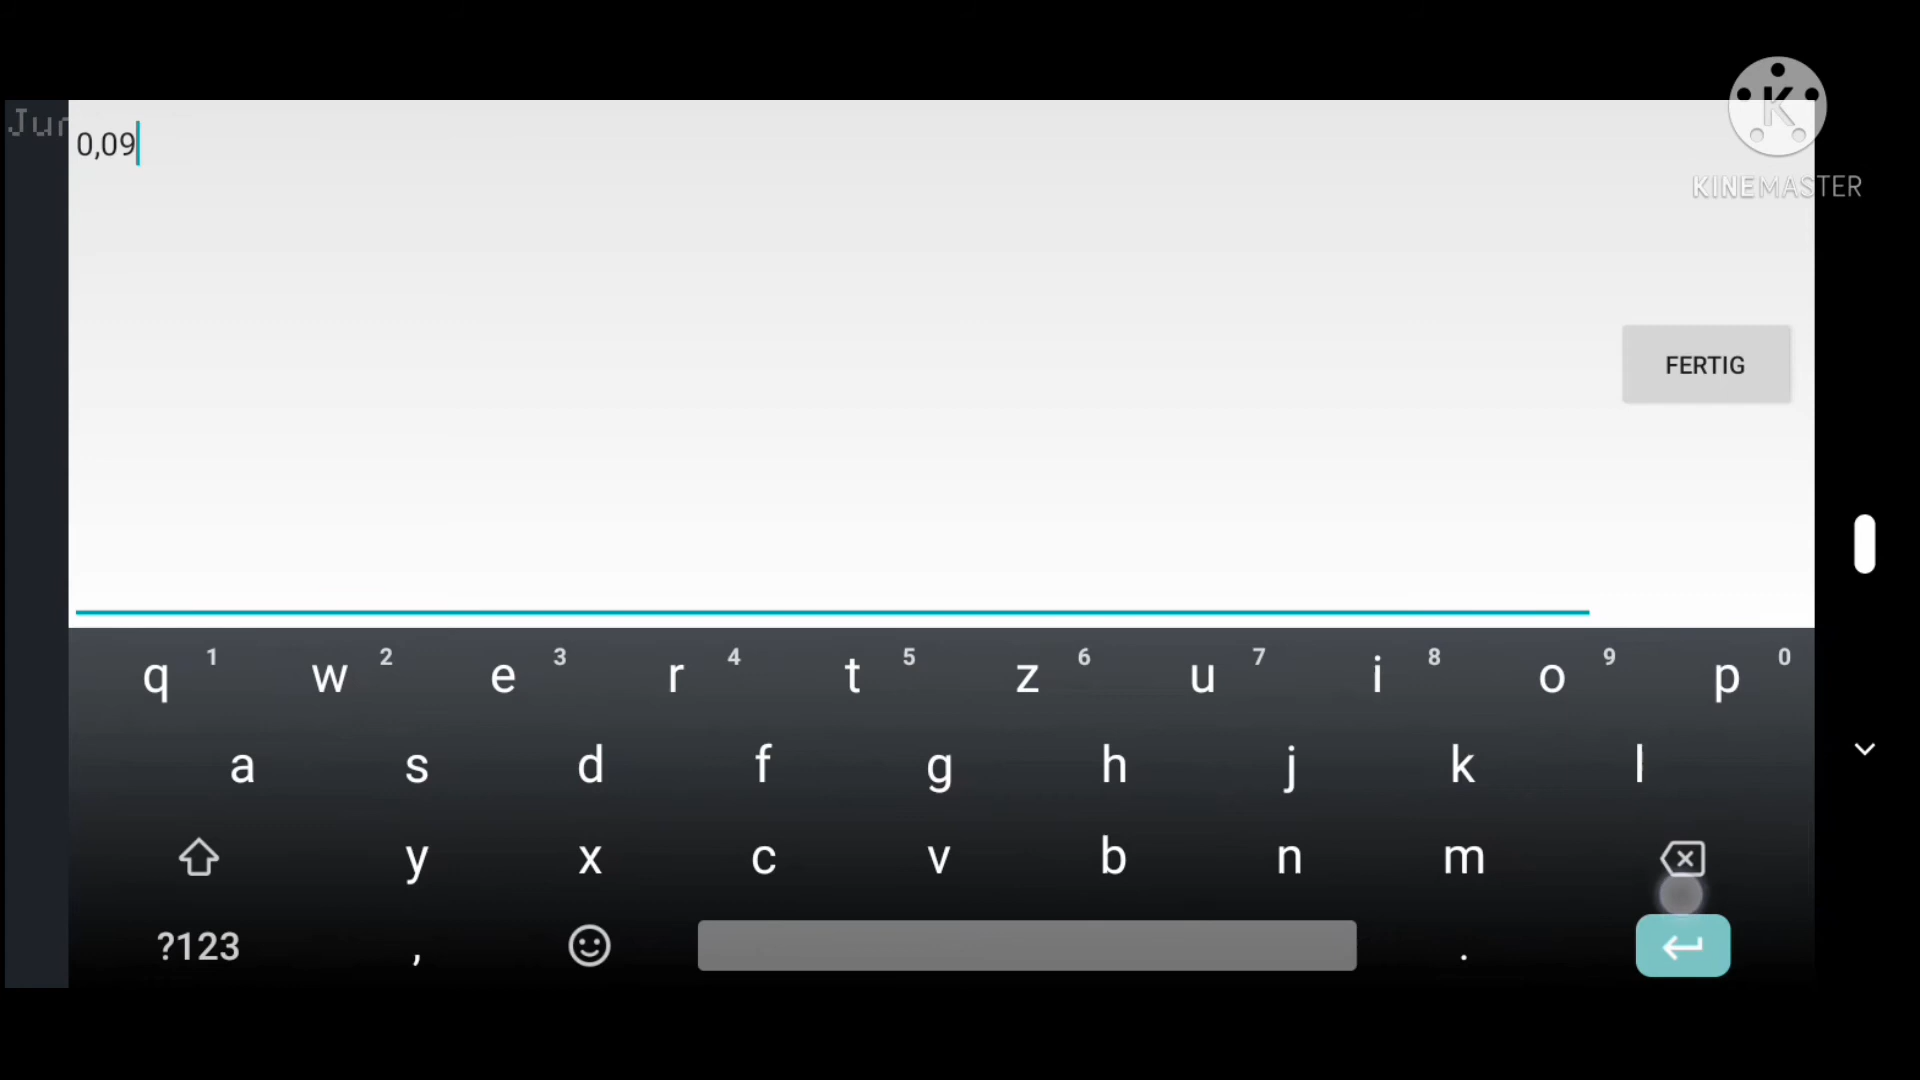 Jur
0,09
K
KINEMASTER
FERTIG
q 1 w 2 e 3 r 4 t 5 z 6 u 7 i 8 o 9 p 0
a s d f g h j k l
y x c v b n m
?123 , .